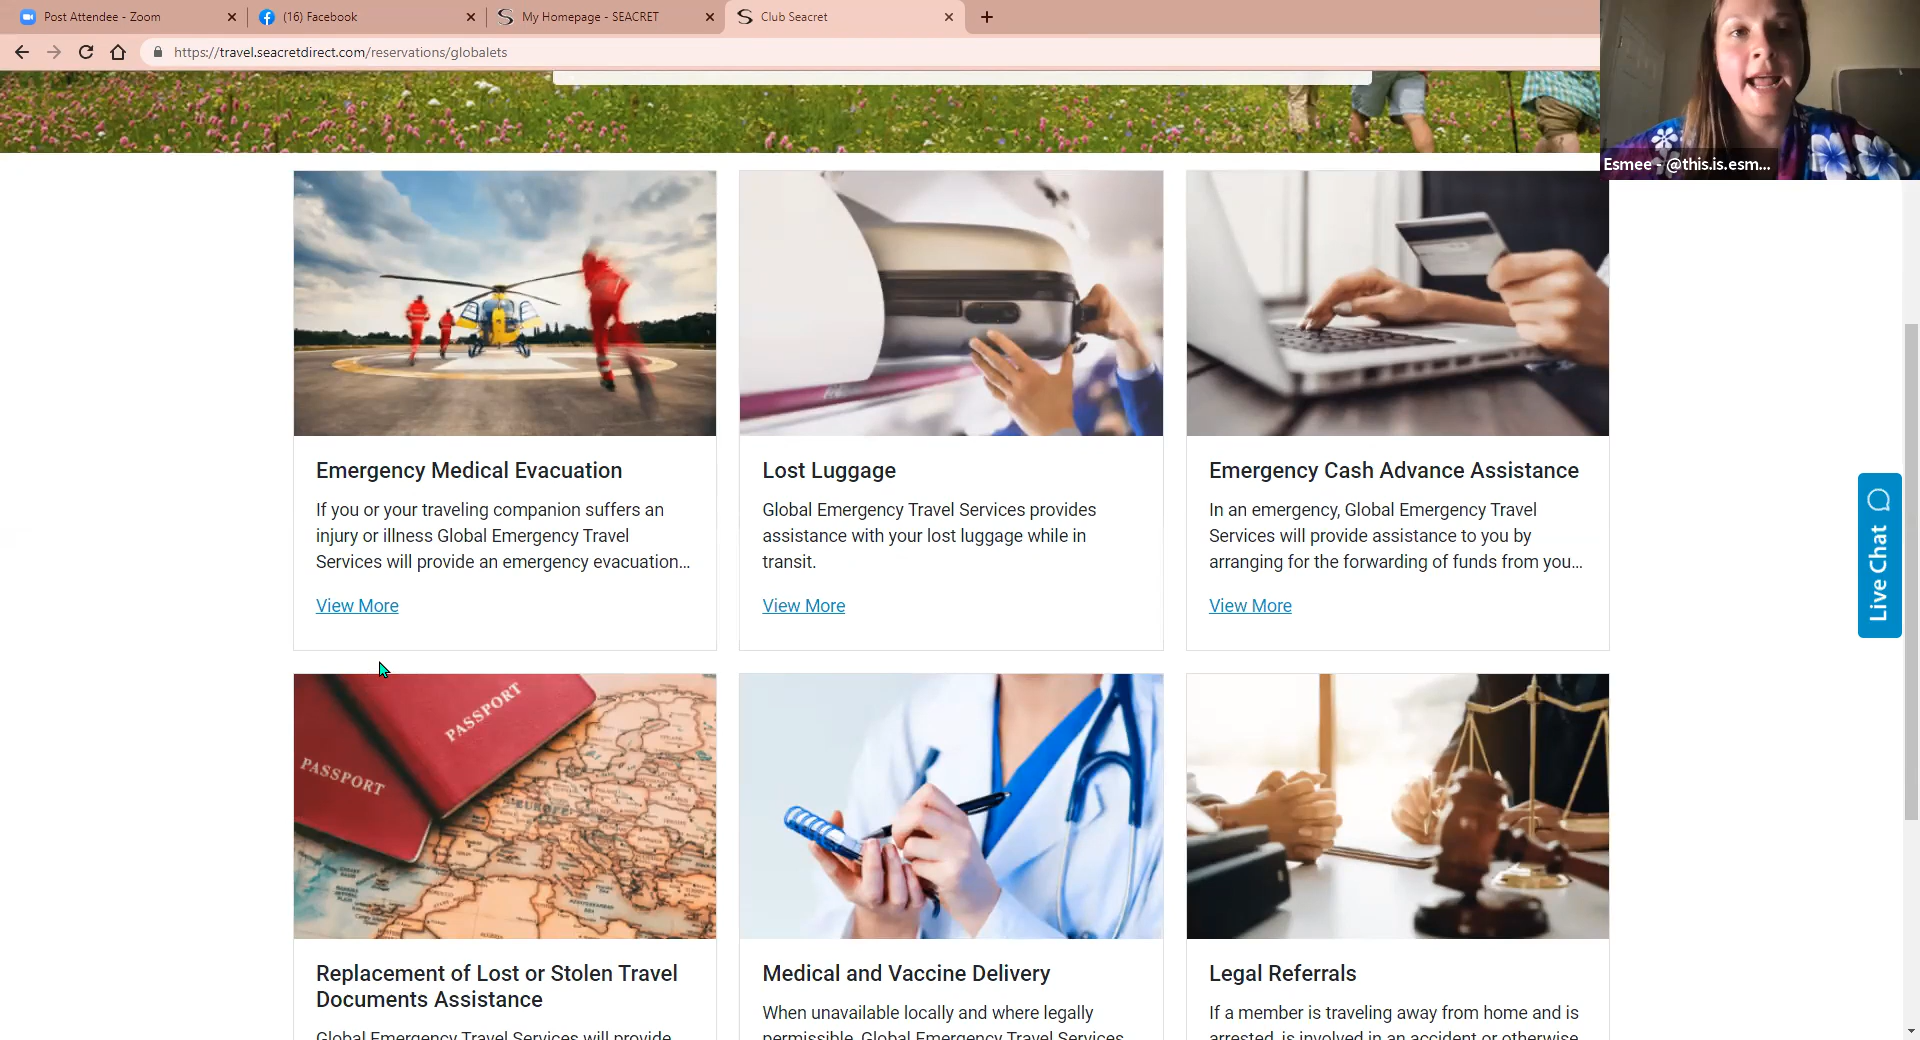 Post Attendee - Zoom
(16) Facebook
My Homepage - SEACRET
Club Seacret
https://travel.seacretdirect.com/reservations/globalets
Esmee - @this.is.esm...
Emergency Medical Evacuation
If you or your traveling companion suffers an
injury or illness Global Emergency Travel
Services will provide an emergency evacuation...
View More
Lost Luggage
Global Emergency Travel Services provides
assistance with your lost luggage while in
transit.
View More
Emergency Cash Advance Assistance
In an emergency, Global Emergency Travel
Services will provide assistance to you by
arranging for the forwarding of funds from you...
View More
Live Chat
PASSPORT
PASSPORT
EUROPE
Replacement of Lost or Stolen Travel
Documents Assistance
Global Emergency Travel Services will provide
Medical and Vaccine Delivery
When unavailable locally and where legally
permissible, Global Emergency Travel Services
Legal Referrals
If a member is traveling away from home and is
arrested, is involved in an accident or otherwise